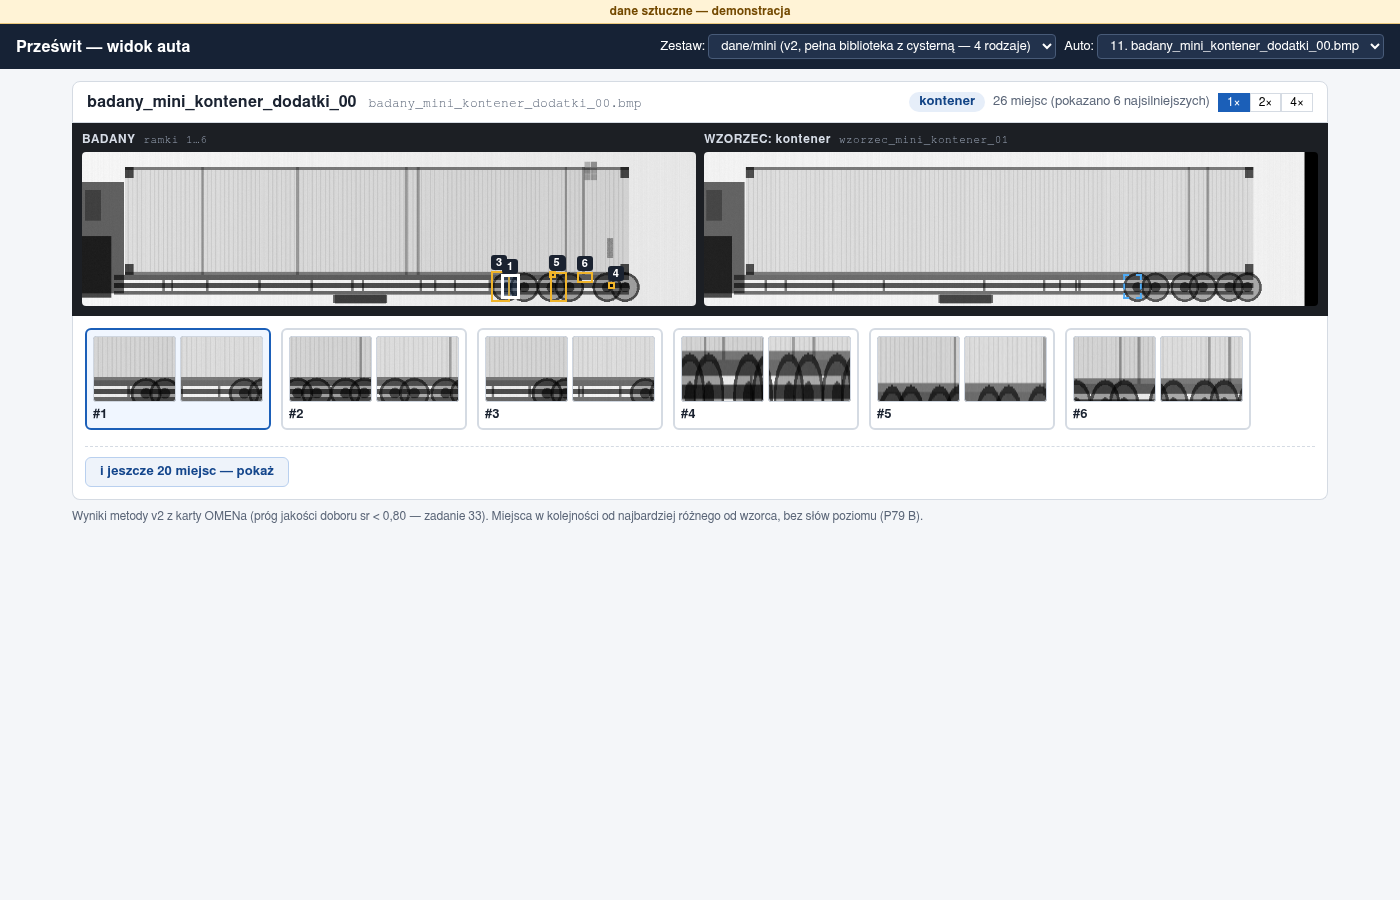 dane sztuczne — demonstracja
Prześwit — widok auta
Zestaw: dane/mini (v2, pełna biblioteka z cysterną — 4 rodzaje) Auto: 11. badany_mini_kontener_dodatki_00.bmp
badany_mini_kontener_dodatki_00 badany_mini_kontener_dodatki_00.bmp
kontener 26 miejsc (pokazano 6 najsilniejszych) 1× 2× 4×
BADANY ramki 1…6
WZORZEC: kontener wzorzec_mini_kontener_01
3 1 5 6 4
#1 #2 #3 #4 #5 #6
i jeszcze 20 miejsc — pokaż
Wyniki metody v2 z karty OMENa (próg jakości doboru sr < 0,80 — zadanie 33). Miejsca w kolejności od najbardziej różnego od wzorca, bez słów poziomu (P79 B).